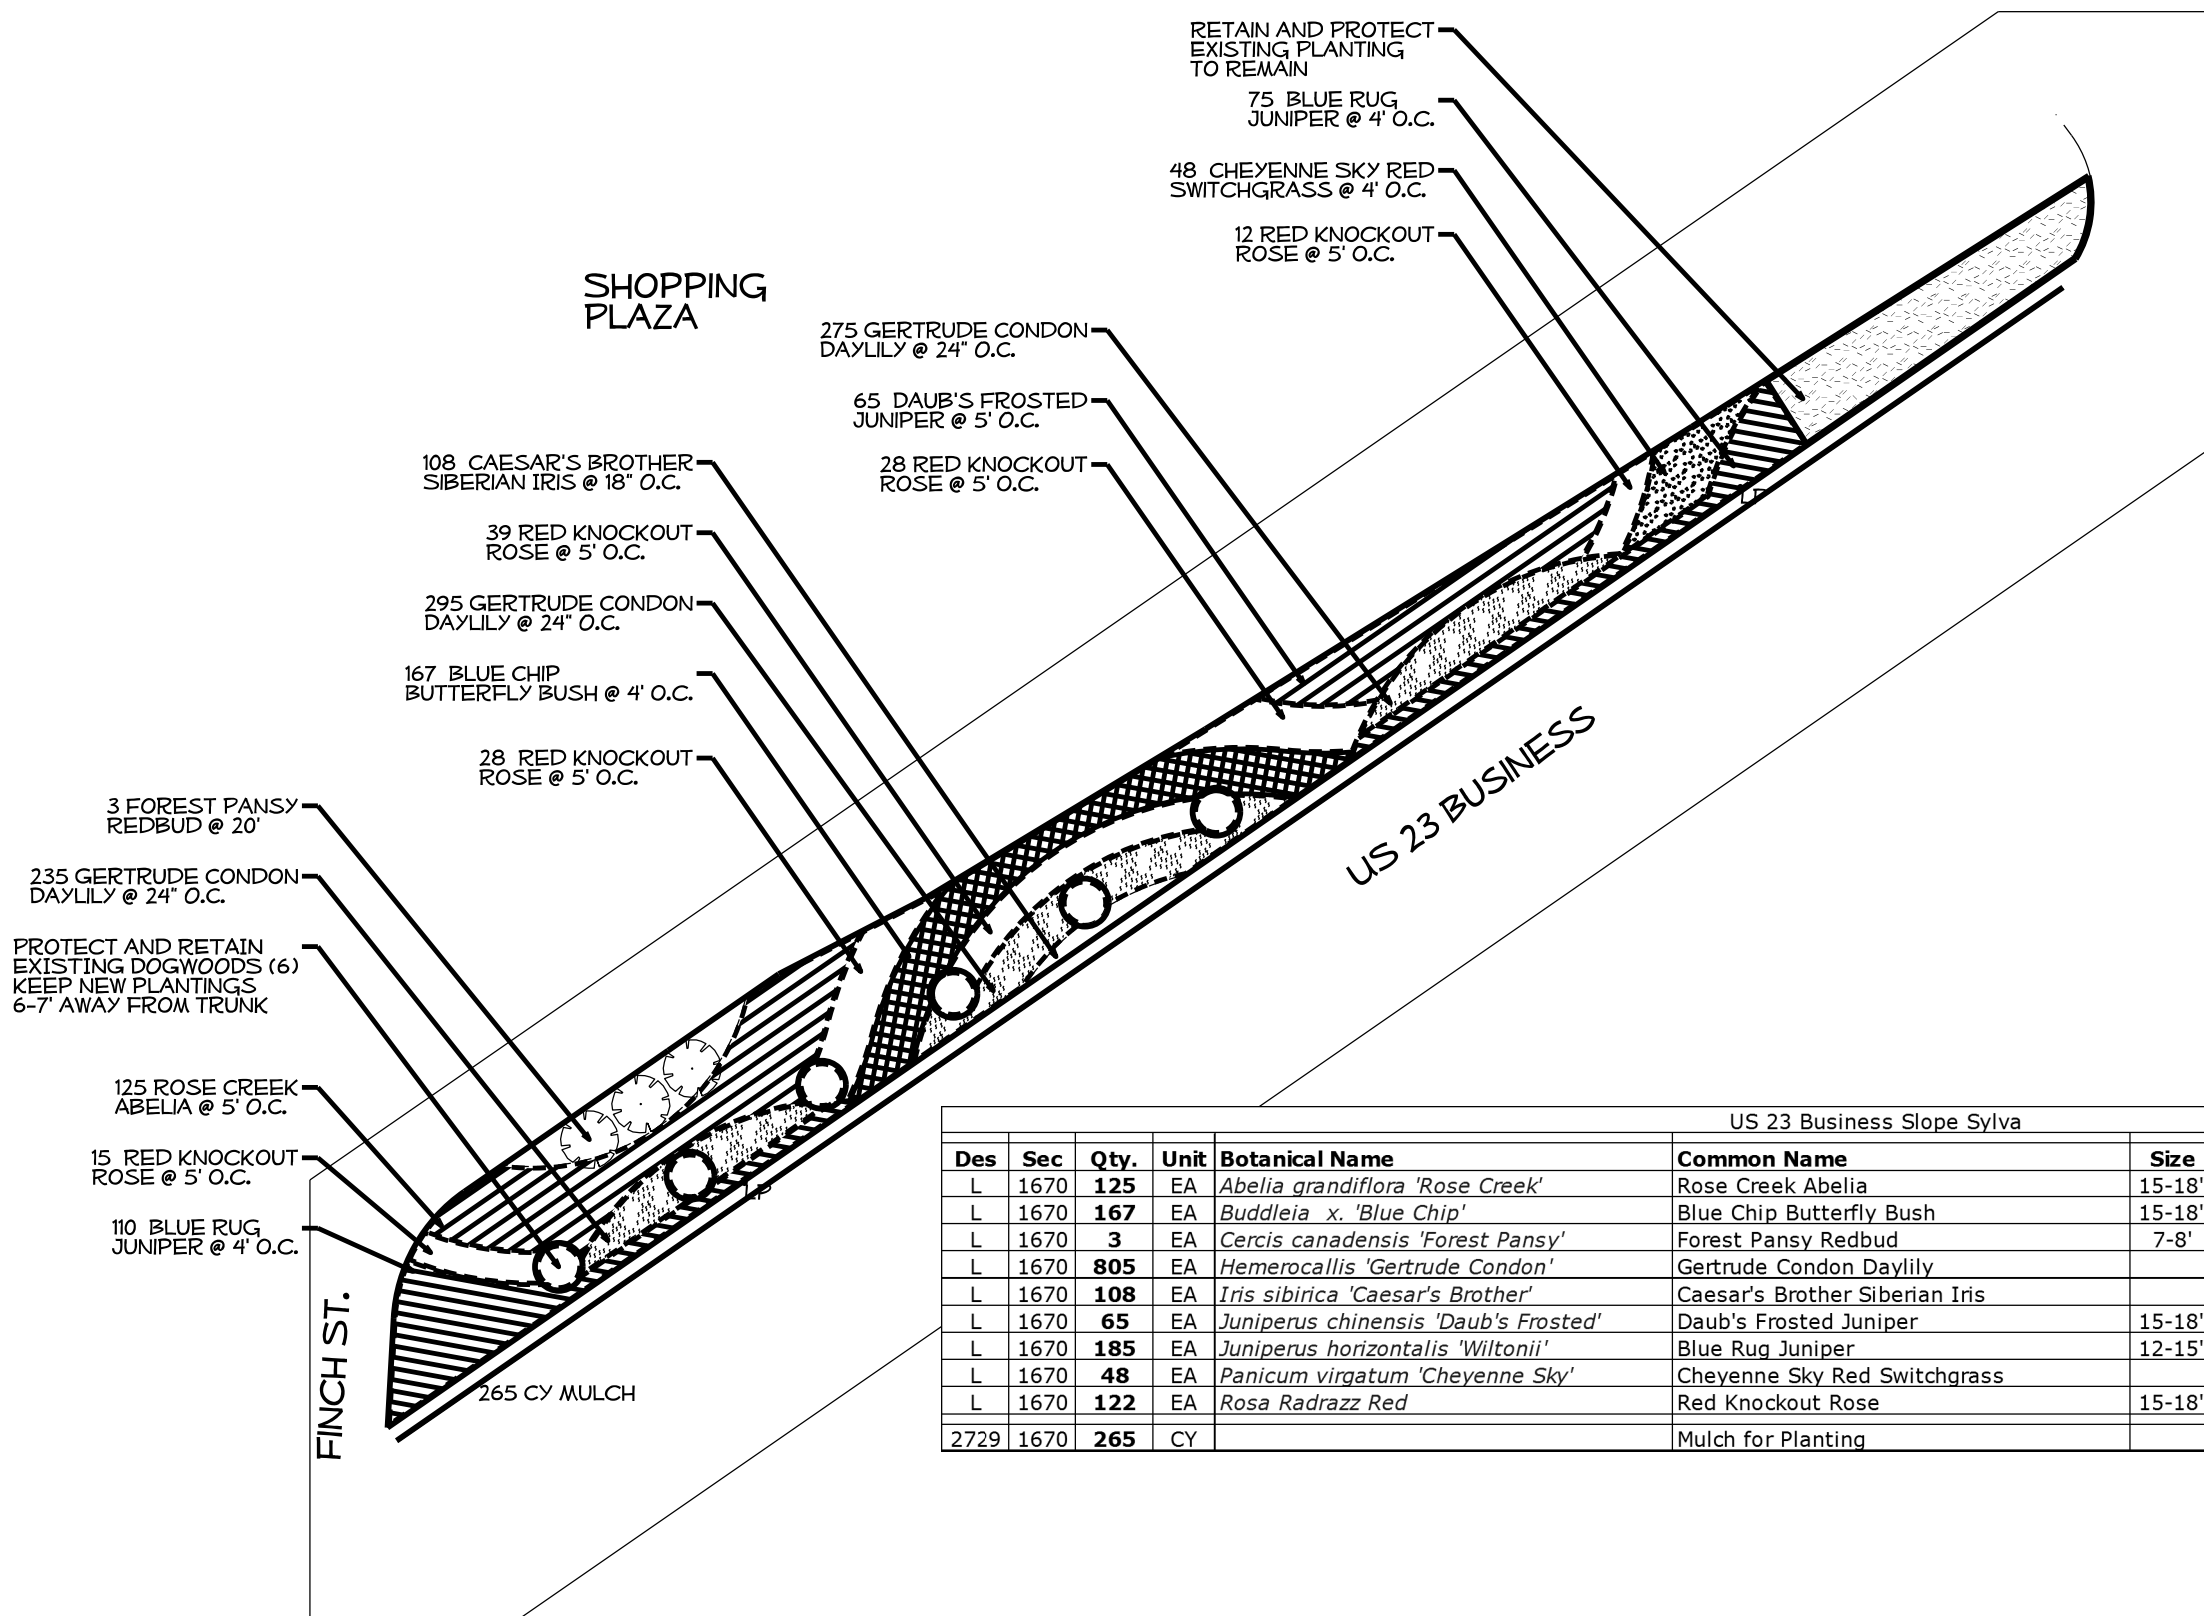 RETAIN AND PROTECT
EXISTING PLANTING
TO REMAIN
75 BLUE RUG
JUNIPER @ 4' O.C.
48 CHEYENNE SKY RED
SWITCHGRASS @ 4' O.C.
12 RED KNOCKOUT
ROSE @ 5' O.C.
SHOPPING
PLAZA
275 GERTRUDE CONDON
DAYLILY @ 24" O.C.
65 DAUB'S FROSTED
JUNIPER @ 5' O.C.
28 RED KNOCKOUT
ROSE @ 5' O.C.
108 CAESAR'S BROTHER
SIBERIAN IRIS @ 18" O.C.
39 RED KNOCKOUT
ROSE @ 5' O.C.
295 GERTRUDE CONDON
DAYLILY @ 24" O.C.
167 BLUE CHIP
BUTTERFLY BUSH @ 4' O.C.
28 RED KNOCKOUT
ROSE @ 5' O.C.
3 FOREST PANSY
REDBUD @ 20'
235 GERTRUDE CONDON
DAYLILY @ 24" O.C.
PROTECT AND RETAIN
EXISTING DOGWOODS (6)
KEEP NEW PLANTINGS
6-7' AWAY FROM TRUNK
125 ROSE CREEK
ABELIA @ 5' O.C.
15 RED KNOCKOUT
ROSE @ 5' O.C.
110 BLUE RUG
JUNIPER @ 4' O.C.
LP
LP
US 23 BUSINESS
FINCH ST.
265 CY MULCH
US 23 Business Slope Sylva
Des Sec Qty. Unit Botanical Name Common Name Size
L 1670 125 EA Abelia grandiflora 'Rose Creek' Rose Creek Abelia 15-18'
L 1670 167 EA Buddleia x. 'Blue Chip' Blue Chip Butterfly Bush 15-18'
L 1670 3 EA Cercis canadensis 'Forest Pansy' Forest Pansy Redbud 7-8'
L 1670 805 EA Hemerocallis 'Gertrude Condon' Gertrude Condon Daylily
L 1670 108 EA Iris sibirica 'Caesar's Brother' Caesar's Brother Siberian Iris
L 1670 65 EA Juniperus chinensis 'Daub's Frosted' Daub's Frosted Juniper 15-18'
L 1670 185 EA Juniperus horizontalis 'Wiltonii' Blue Rug Juniper 12-15'
L 1670 48 EA Panicum virgatum 'Cheyenne Sky' Cheyenne Sky Red Switchgrass
L 1670 122 EA Rosa Radrazz Red Red Knockout Rose 15-18'
2729 1670 265 CY Mulch for Planting